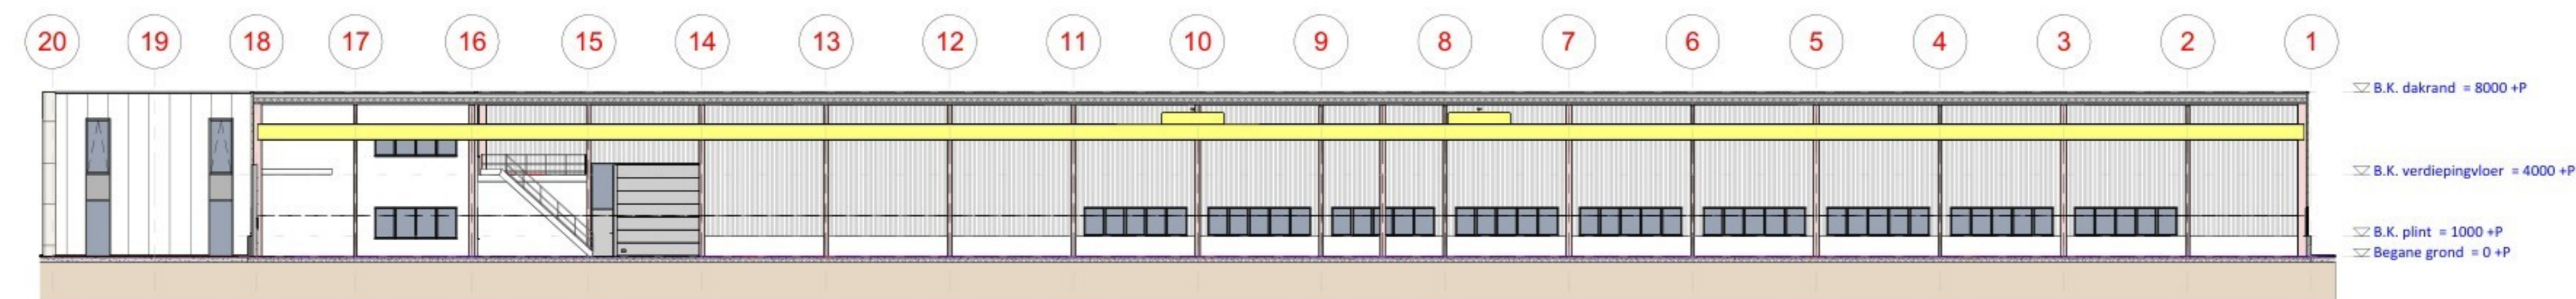 20 19 18 17 16 15 14 13 12 11 10 9 8 7 6 5 4 3 2 1
B.K. dakrand = 8000 +P
B.K. verdiepingvloer = 4000 +P
B.K. plint = 1000 +P
Begane grond = 0 +P